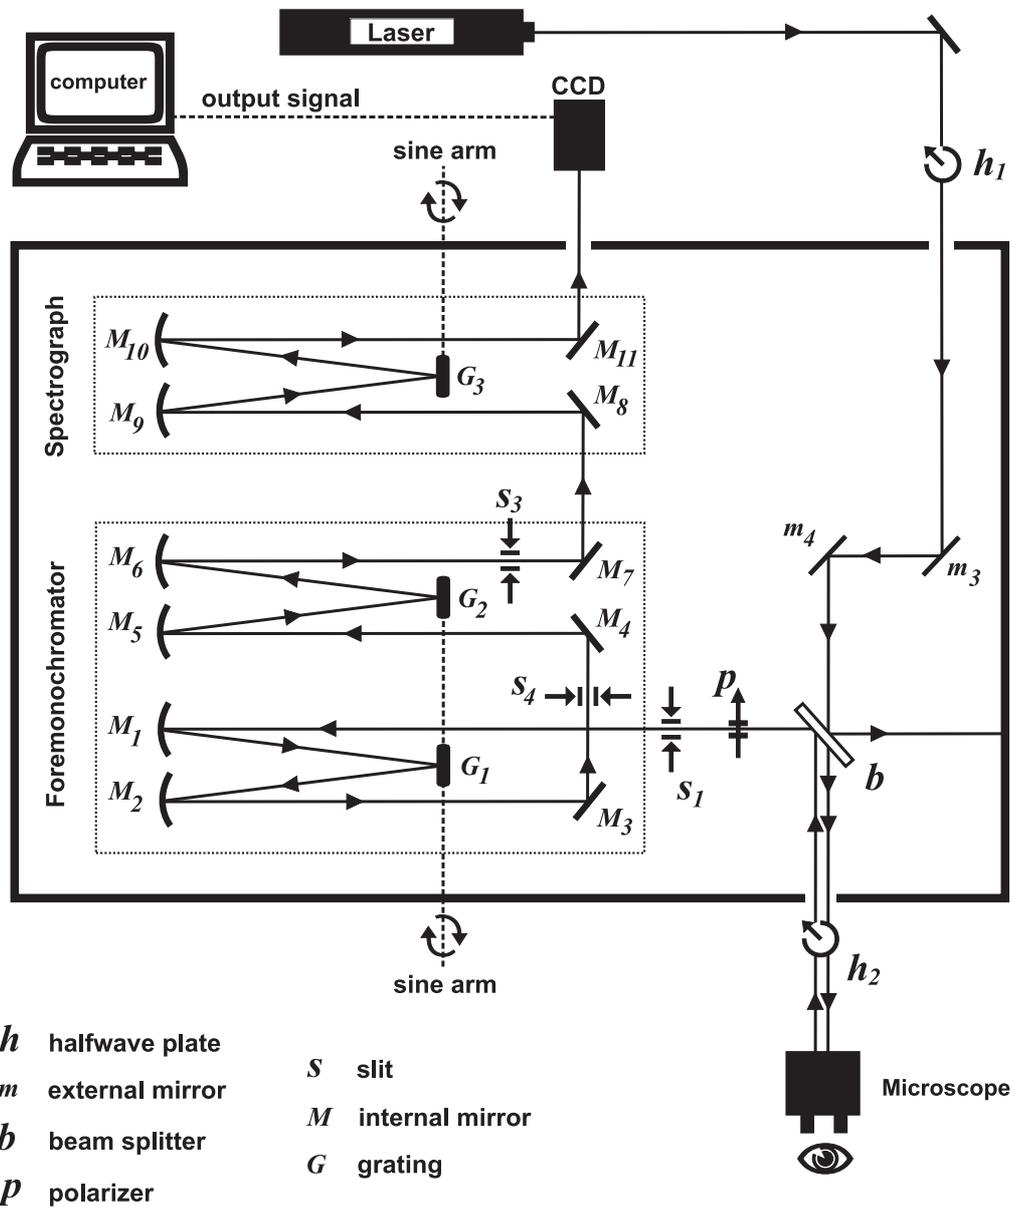 Laser
computer
CCD
output signal
sine arm
h1
Spectrograph
M10
M11
G3
M9
M8
s3
m4
m3
Foremonochromator
M6
M7
G2
M5
M4
s4
p
M1
G1
s1
b
M2
M3
h2
sine arm
h halfwave plate
m external mirror
b beam splitter
p polarizer
s slit
M internal mirror
G grating
Microscope